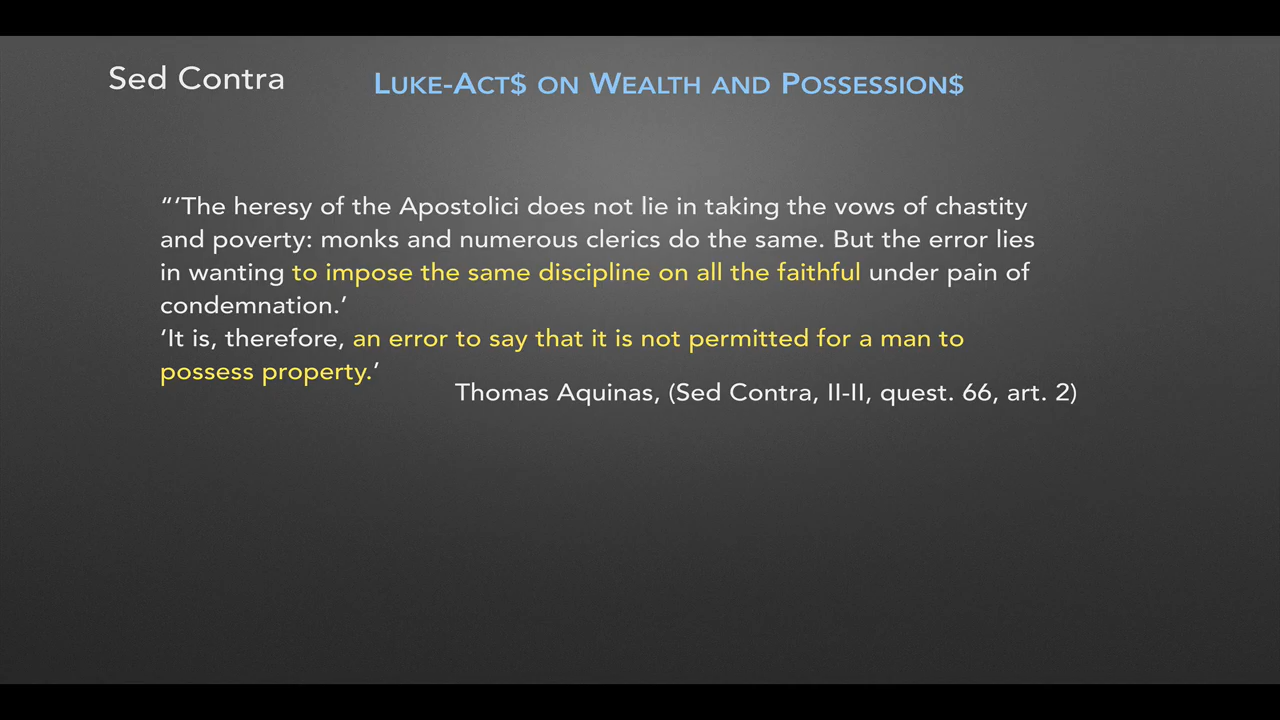 Sed Contra
LUKE-ACT$ ON WEALTH AND POSSESSION$
“‘The heresy of the Apostolici does not lie in taking the vows of chastity
and poverty: monks and numerous clerics do the same. But the error lies
in wanting to impose the same discipline on all the faithful under pain of
condemnation.’
‘It is, therefore, an error to say that it is not permitted for a man to
possess property.’
Thomas Aquinas, (Sed Contra, II-II, quest. 66, art. 2)